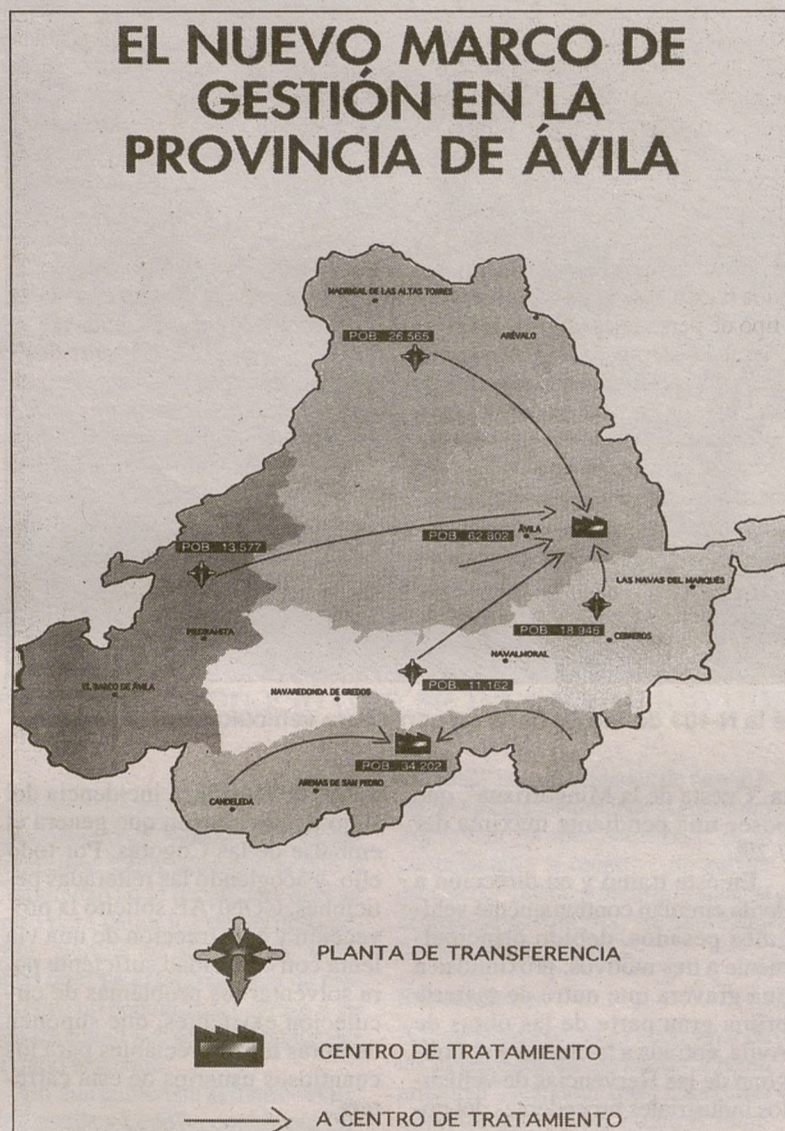 EL NUEVO MARCO DE
GESTIÓN EN LA
PROVINCIA DE ÁVILA
MADRIGAL DE LAS ALTAS TORRES
ARÉVALO
POB. 26.565
POB. 13.577
POB. 62.802
ÁVILA
LAS NAVAS DEL MARQUÉS
PIEDRAHITA
POB. 18.946
CEBREROS
NAVALMORAL
EL BARCO DE ÁVILA
NAVARREDONDA DE GREDOS
POB. 11.162
POB. 34.202
ARENAS DE SAN PEDRO
CANDELEDA
PLANTA DE TRANSFERENCIA
CENTRO DE TRATAMIENTO
A CENTRO DE TRATAMIENTO